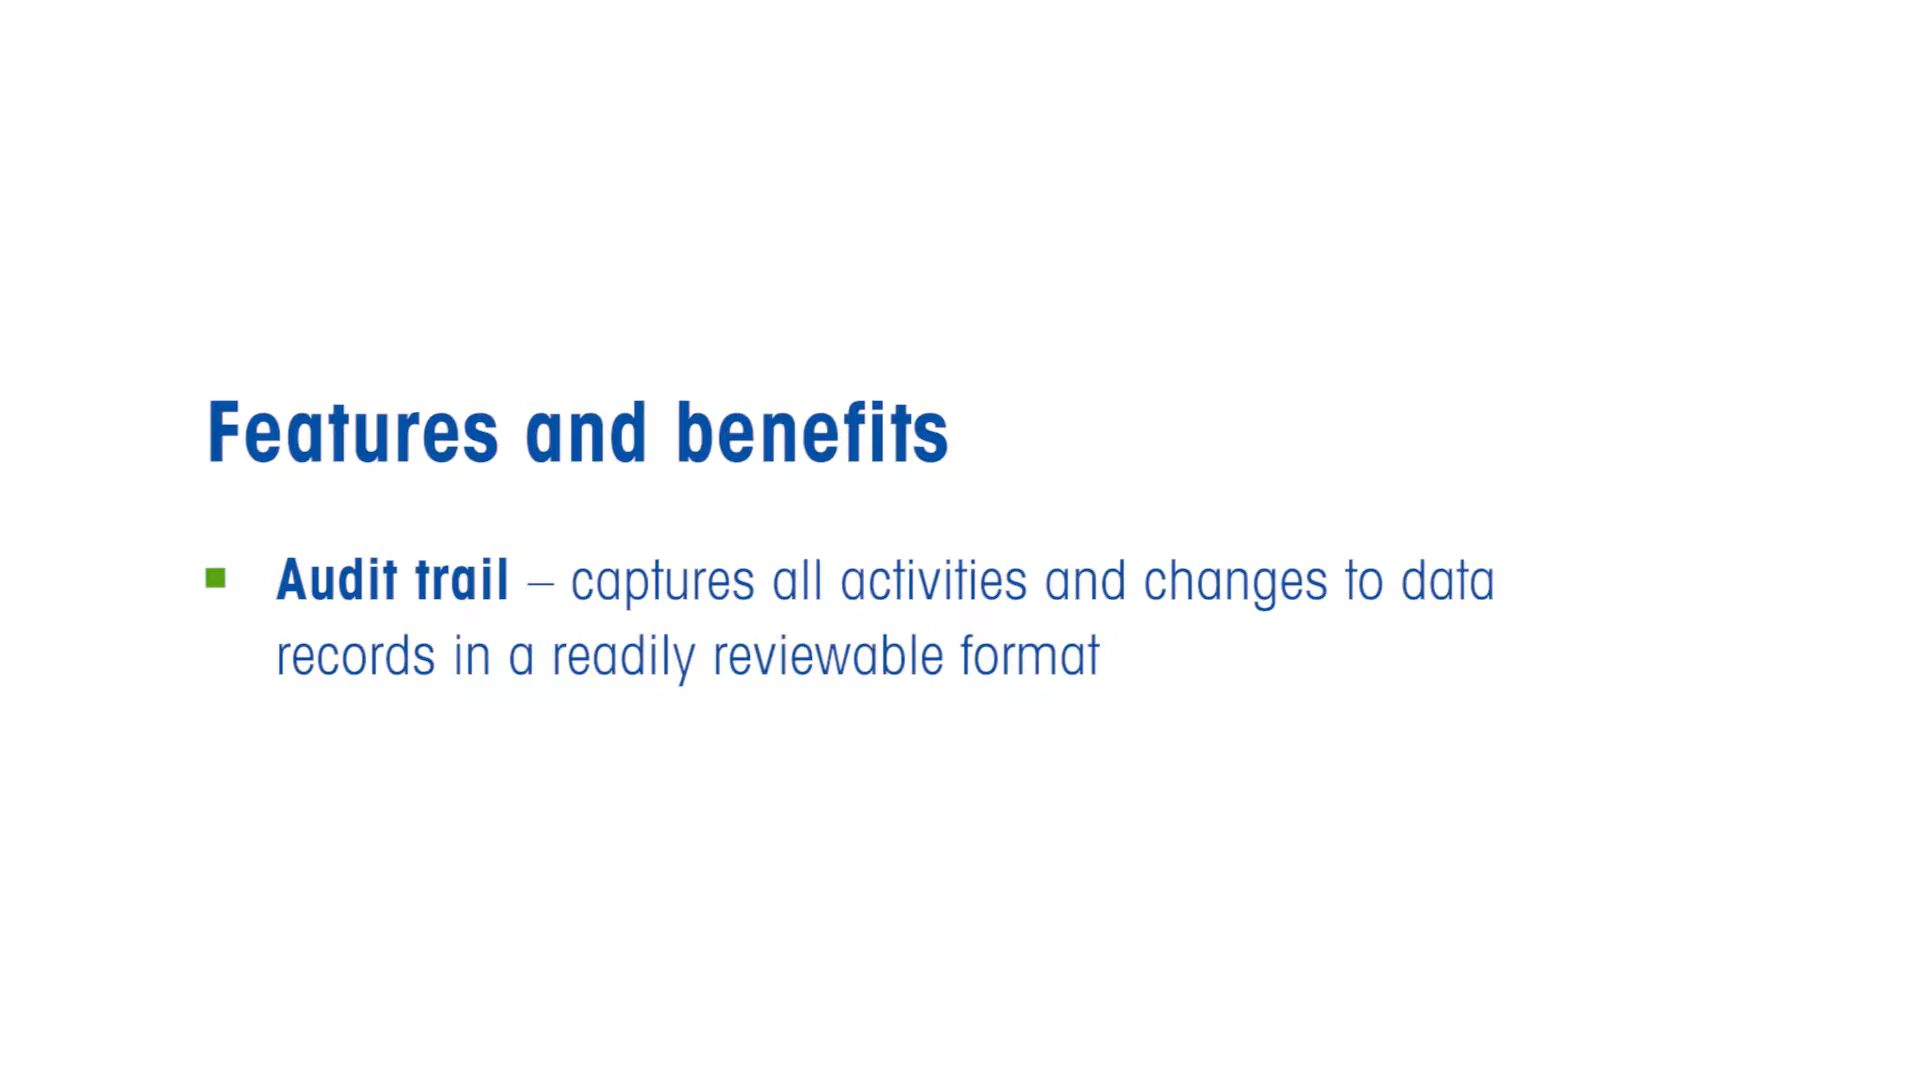 Features and benefits
Audit trail – captures all activities and changes to data
records in a readily reviewable format